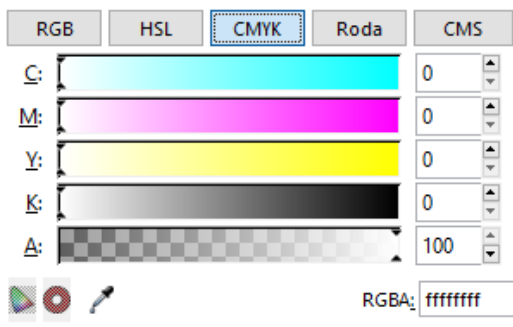 RGB HSL CMYK Roda CMS
C: 0
M: 0
Y: 0
K: 0
A: 100
RGBA: ffffffff